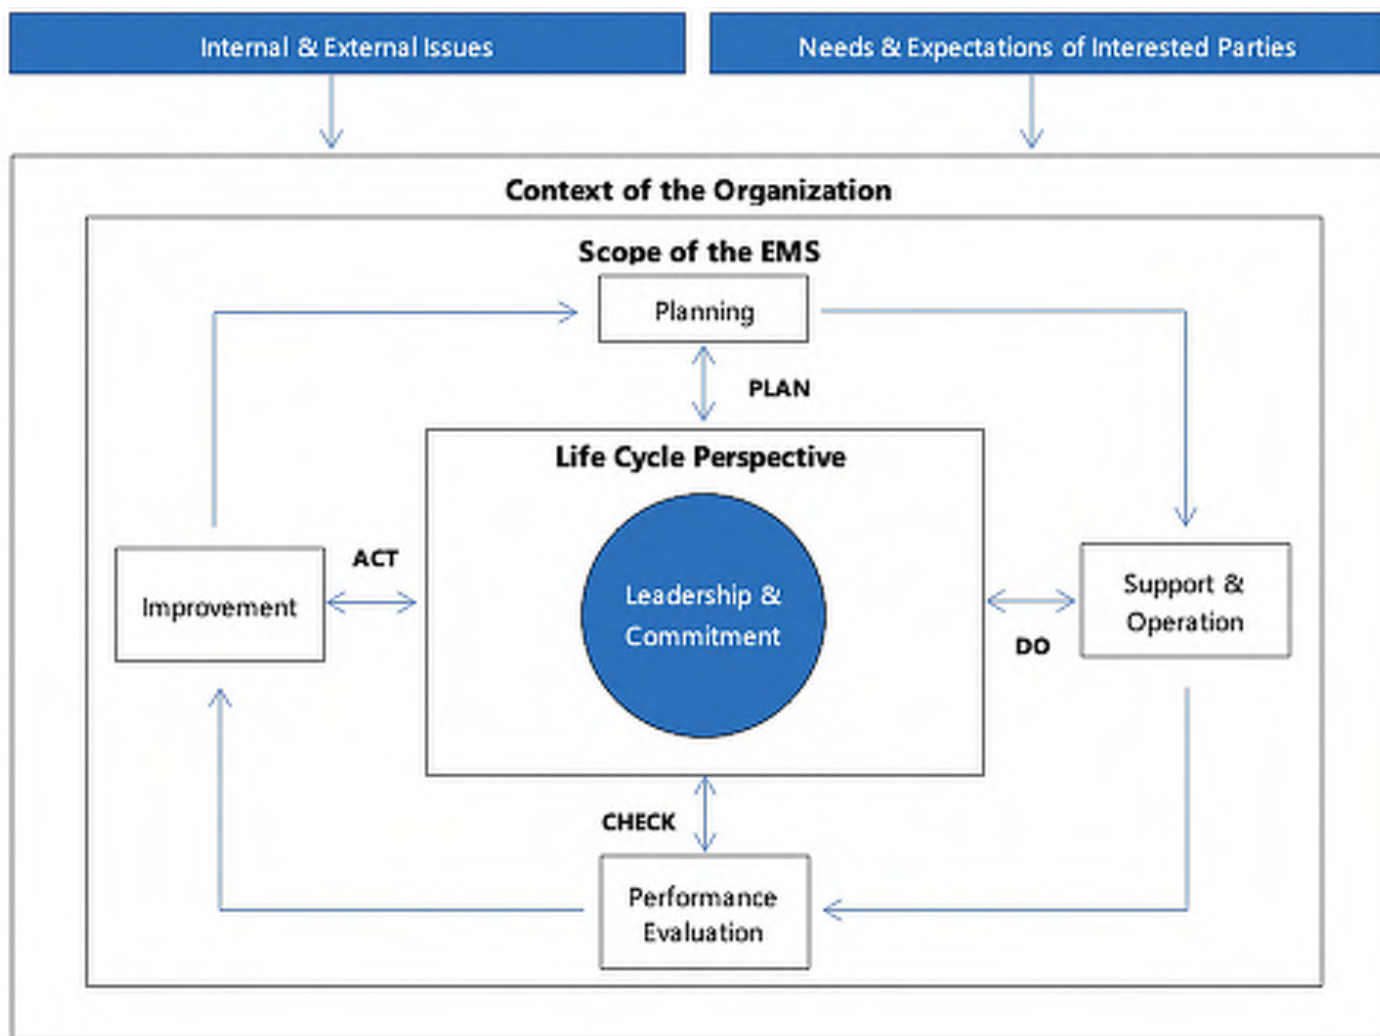 Internal & External Issues
Needs & Expectations of Interested Parties
Context of the Organization
Scope of the EMS
Planning
PLAN
Life Cycle Perspective
ACT
Improvement
Leadership &
Commitment
Support &
Operation
DO
CHECK
Performance
Evaluation